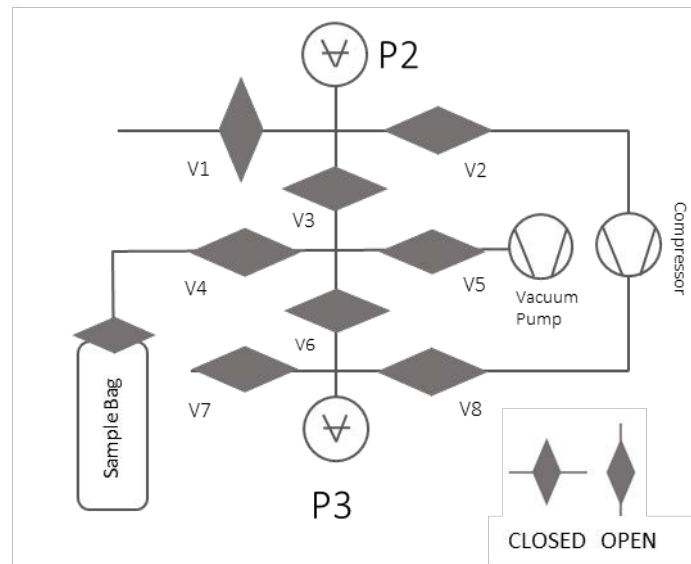 P2
V1
V2
V3
Compressor
V4
V5
Vacuum
Pump
V6
Sample Bag
V7
V8
P3
CLOSED OPEN